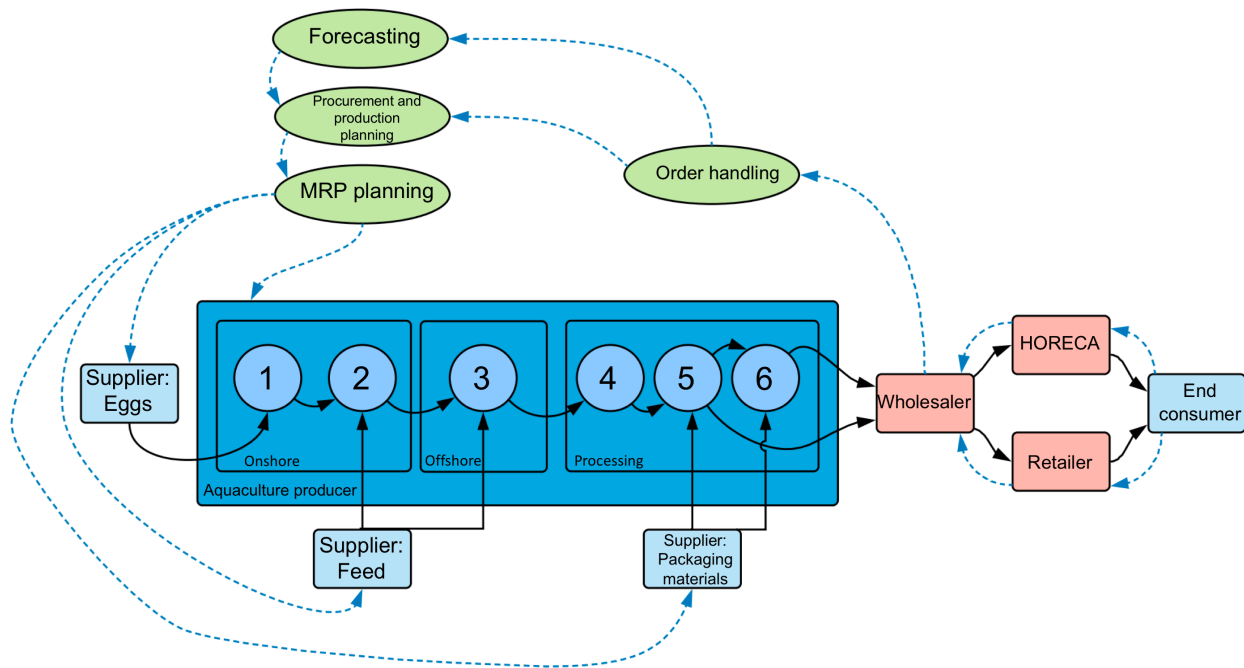 Forecasting
Procurement and
production
planning
Order handling
MRP planning
1
2
3
4
5
6
Onshore
Offshore
Processing
Aquaculture producer
Supplier:
Eggs
Supplier:
Feed
Supplier:
Packaging
materials
Wholesaler
HORECA
Retailer
End
consumer